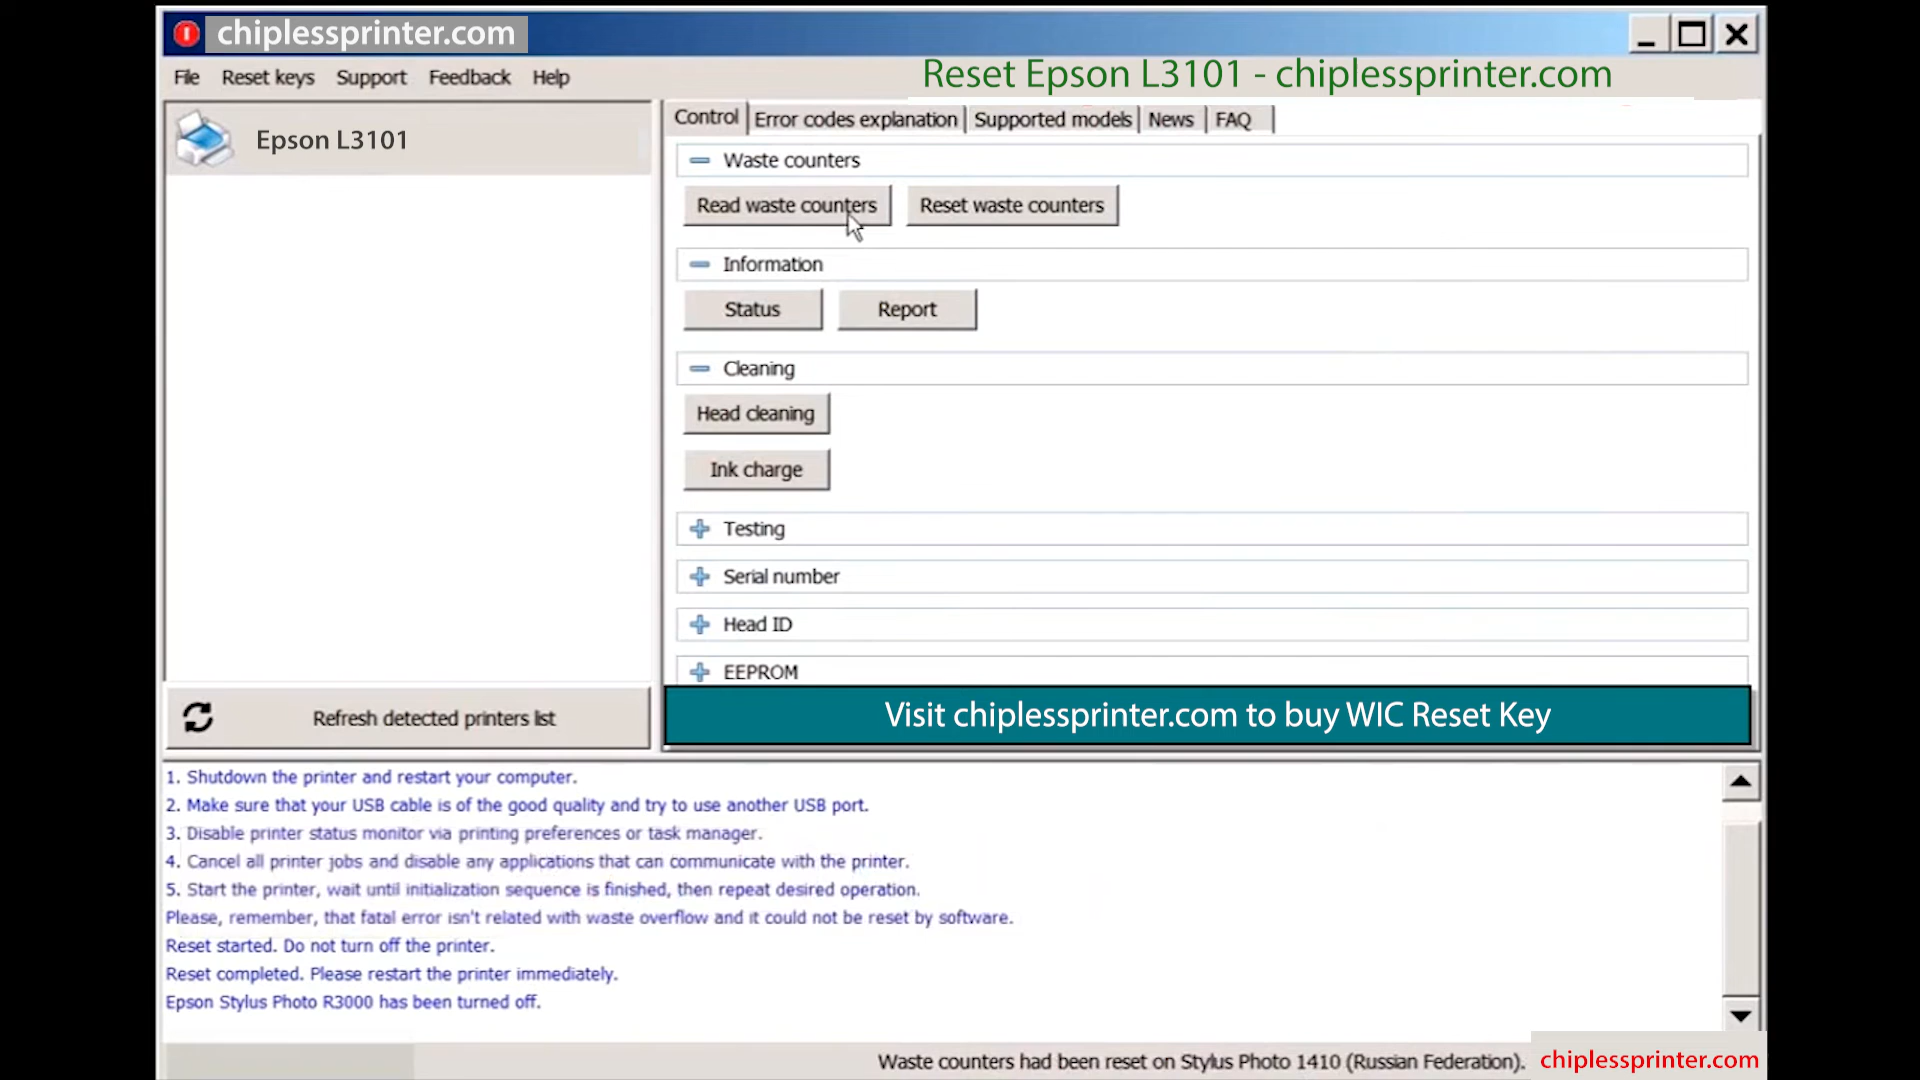 chiplessprinter.com
File Reset keys Support Feedback Help
Reset Epson L3101 - chiplessprinter.com
Epson L3101
Control Error codes explanation Supported models News FAQ
Waste counters
Read waste counters Reset waste counters
Information
Status Report
Cleaning
Head cleaning
Ink charge
Testing
Serial number
Head ID
EEPROM
Refresh detected printers list
Visit chiplessprinter.com to buy WIC Reset Key
1. Shutdown the printer and restart your computer.
2. Make sure that your USB cable is of the good quality and try to use another USB port.
3. Disable printer status monitor via printing preferences or task manager.
4. Cancel all printer jobs and disable any applications that can communicate with the printer.
5. Start the printer, wait until initialization sequence is finished, then repeat desired operation.
Please, remember, that fatal error isn't related with waste overflow and it could not be reset by software.
Reset started. Do not turn off the printer.
Reset completed. Please restart the printer immediately.
Epson Stylus Photo R3000 has been turned off.
Waste counters had been reset on Stylus Photo 1410 (Russian Federation).
chiplessprinter.com